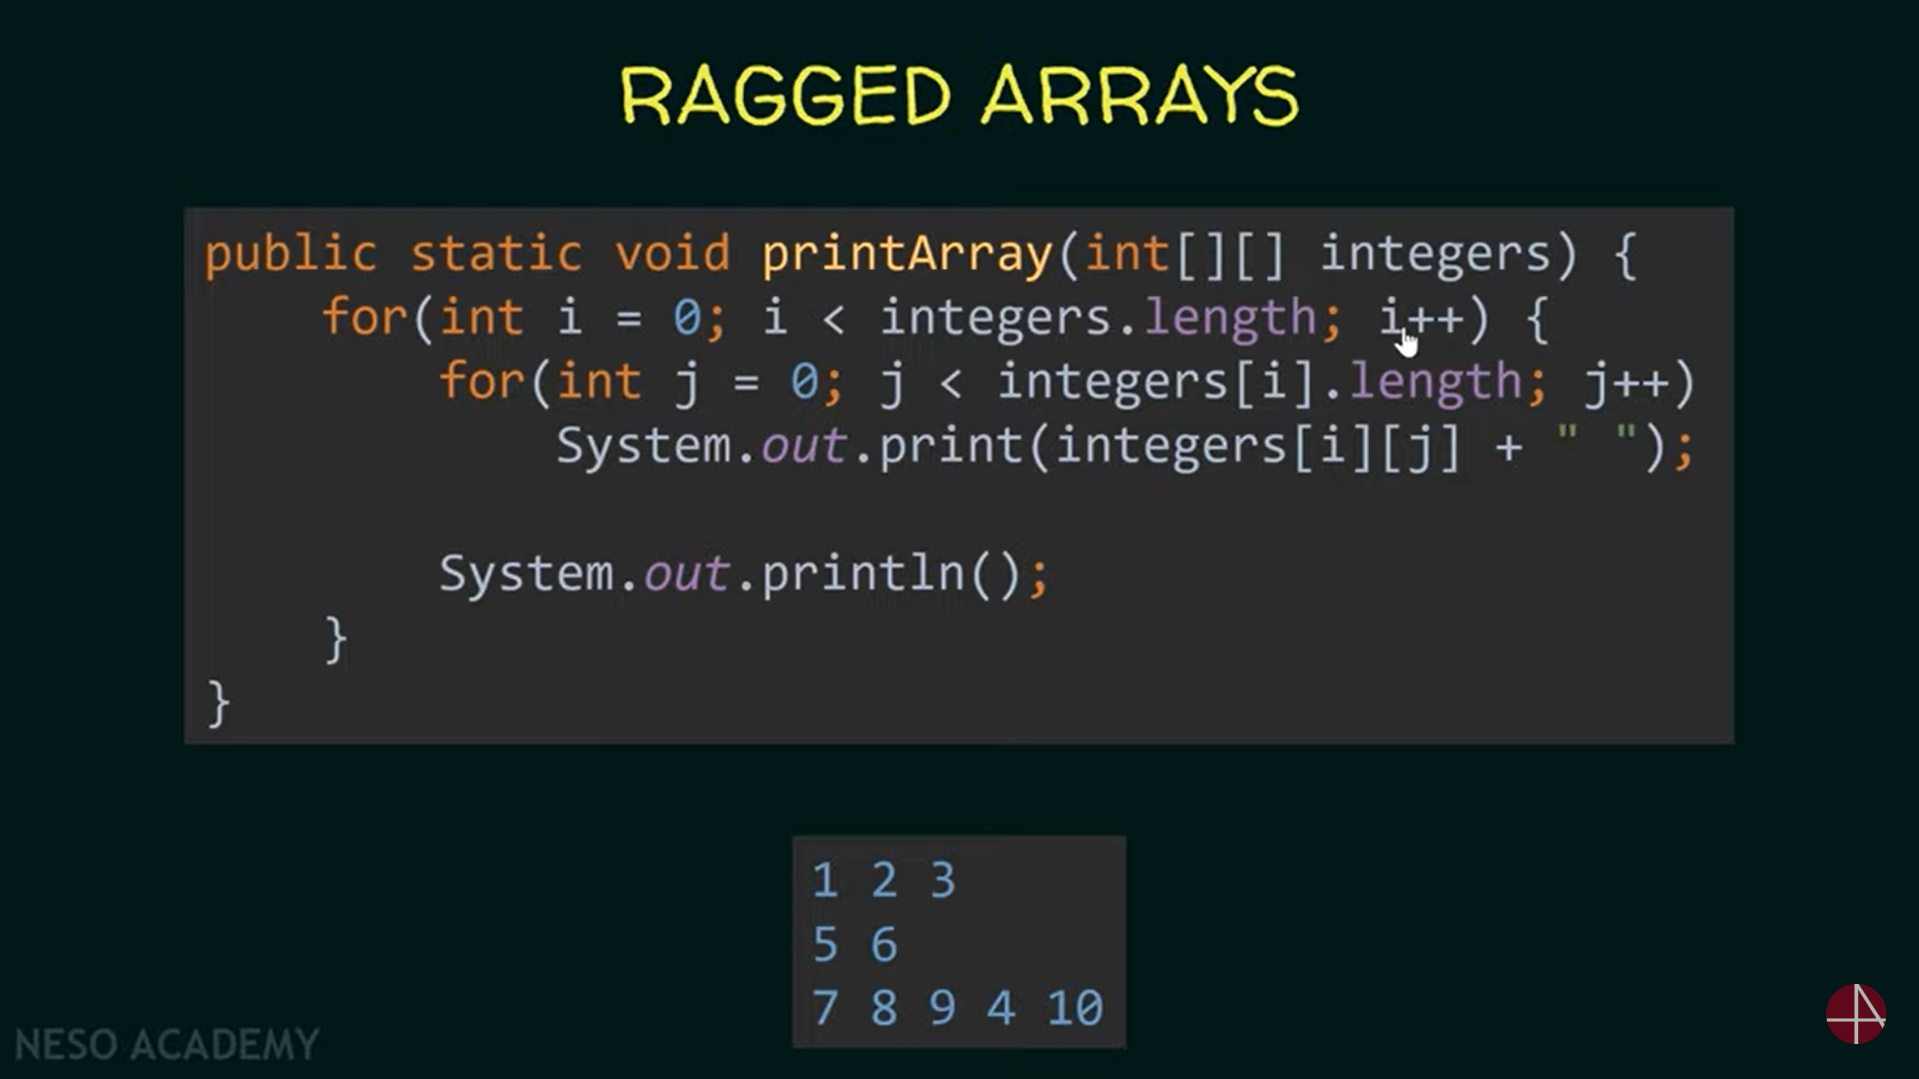 RAGGED ARRAYS
public static void printArray(int[][] integers) {
    for(int i = 0; i < integers.length; i++) {
        for(int j = 0; j < integers[i].length; j++)
            System.out.print(integers[i][j] + " ");
        System.out.println();
    }
}
1 2 3
5 6
7 8 9 4 10
NESO ACADEMY